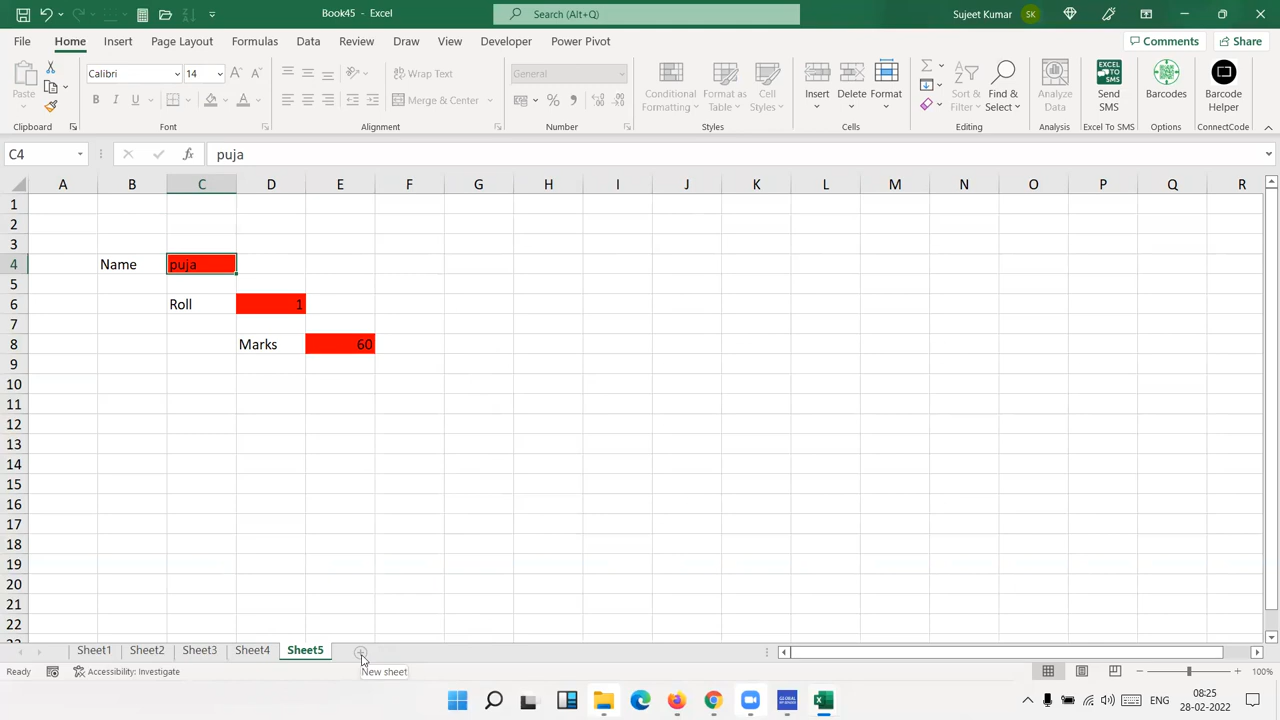 Book45 - Excel
Search (Alt+Q)
Sujeet Kumar
SK
File Home Insert Page Layout Formulas Data Review Draw View Developer Power Pivot
Comments Share
Paste
Calibri 14
B I U
Wrap Text
Merge & Center
General
Conditional Formatting
Format as Table
Cell Styles
Insert
Delete
Format
Sort & Filter
Find & Select
Analyze Data
Send SMS
Barcodes
Barcode Helper
Clipboard Font Alignment Number Styles Cells Editing Analysis Excel To SMS Options ConnectCode
C4 fx puja
A B C D E F G H I J K L M N O P Q R
1
2
3
4 Name puja
5
6 Roll 1
7
8 Marks 60
9
10
11
12
13
14
15
16
17
18
19
20
21
22
Sheet1 Sheet2 Sheet3 Sheet4 Sheet5
New sheet
Ready Accessibility: Investigate 100%
ENG
08:25
28-02-2022